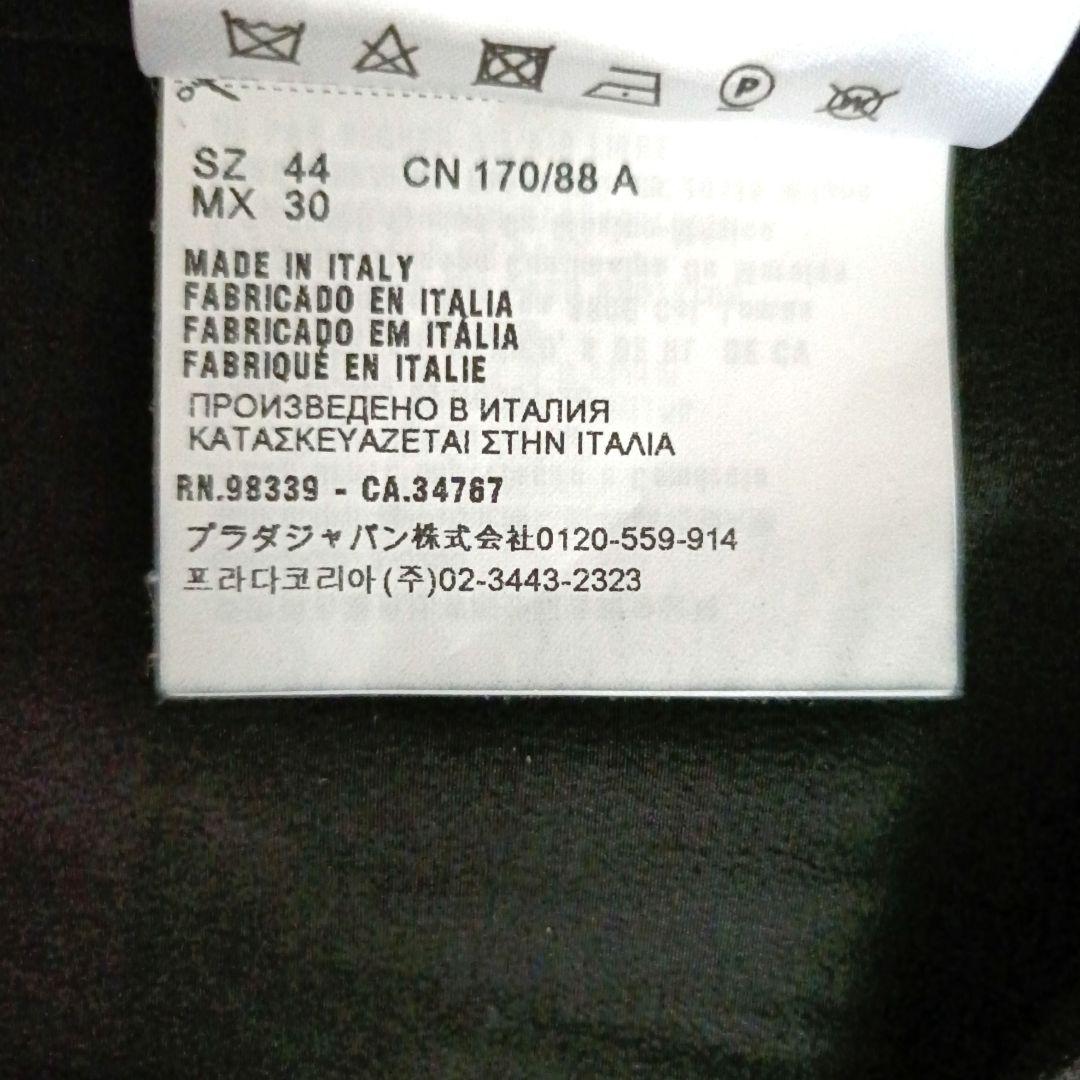 SZ 44 CN 170/88 A
MX 30
MADE IN ITALY
FABRICADO EN ITALIA
FABRICADO EM ITÁLIA
FABRIQUÉ EN ITALIE
ПРОИЗВЕДЕНО В ИТАЛИЯ
ΚΑΤΑΣΚΕΥΑΖΕΤΑΙ ΣΤΗΝ ΙΤΑΛΙΑ
RN.98339 - CA.34767
プラダジャパン株式会社0120-559-914
프라다코리아(주)02-3443-2323